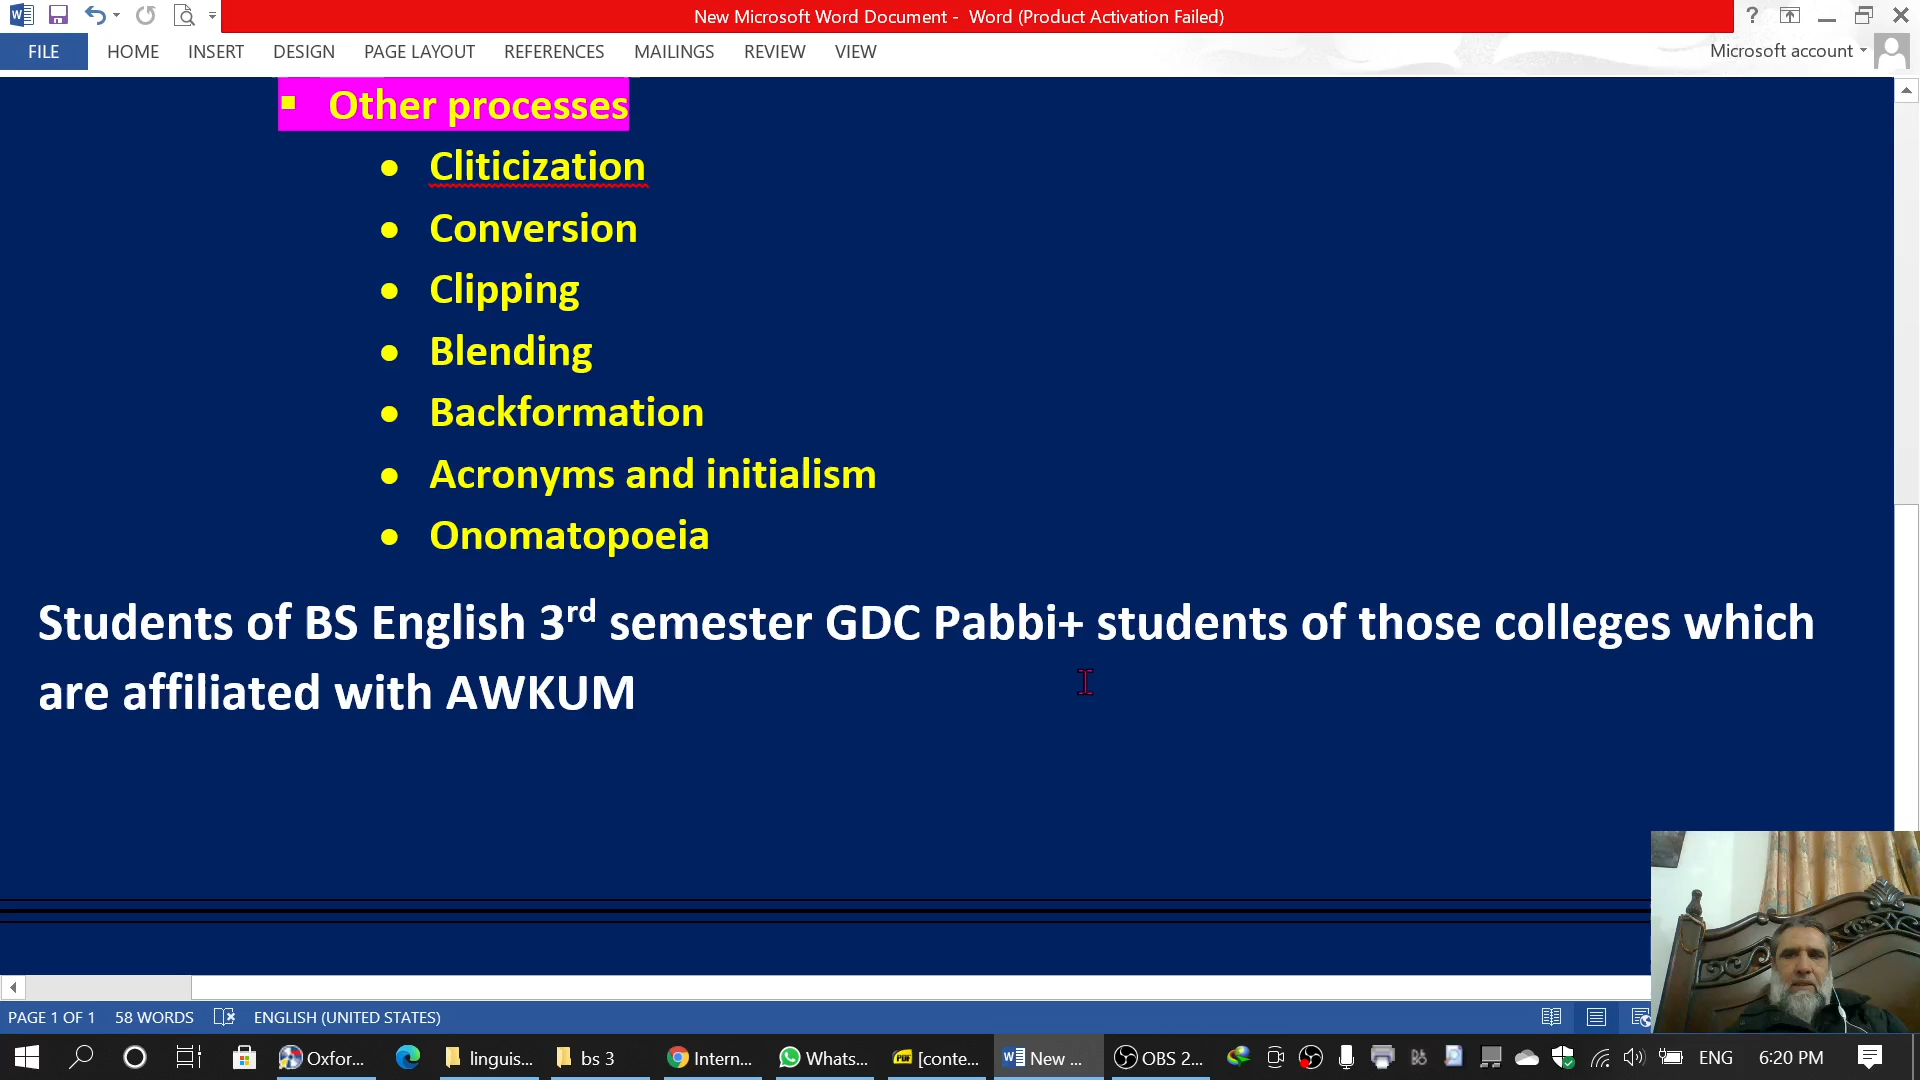 New Microsoft Word Document - Word (Product Activation Failed)
FILE HOME INSERT DESIGN PAGE LAYOUT REFERENCES MAILINGS REVIEW VIEW Microsoft account
Other processes
Cliticization
Conversion
Clipping
Blending
Backformation
Acronyms and initialism
Onomatopoeia
Students of BS English 3rd semester GDC Pabbi+ students of those colleges which
are affiliated with AWKUM
PAGE 1 OF 1 58 WORDS ENGLISH (UNITED STATES)
Oxfor... linguis... bs 3 Intern... Whats... [conte... New ... OBS 2... ENG 6:20 PM